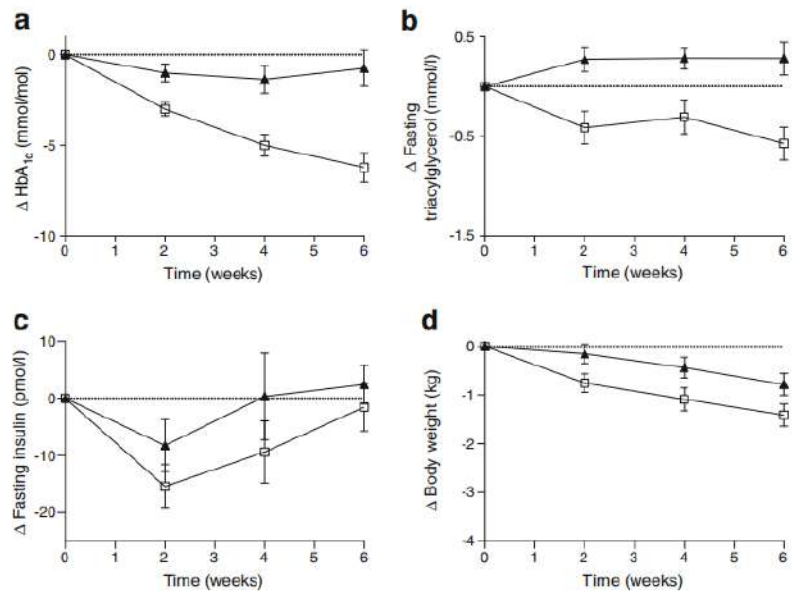 a
Δ HbA1c (mmol/mol)
0
-5
-10
0 1 2 3 4 5 6
Time (weeks)
b
Δ Fasting
triacylglycerol (mmol/l)
0.5
-0.5
-1.5
0 1 2 3 4 5 6
Time (weeks)
c
Δ Fasting insulin (pmol/l)
10
0
-10
-20
0 1 2 3 4 5 6
Time (weeks)
d
Δ Body weight (kg)
0
-1
-2
-3
-4
0 1 2 3 4 5 6
Time (weeks)